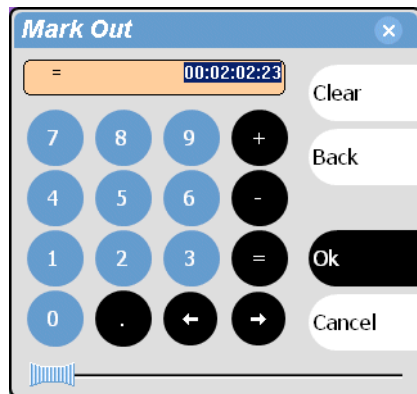 Mark Out
= 00:02:02:23
Clear
7 8 9 +
Back
4 5 6 -
1 2 3 =
Ok
0 . ← →
Cancel